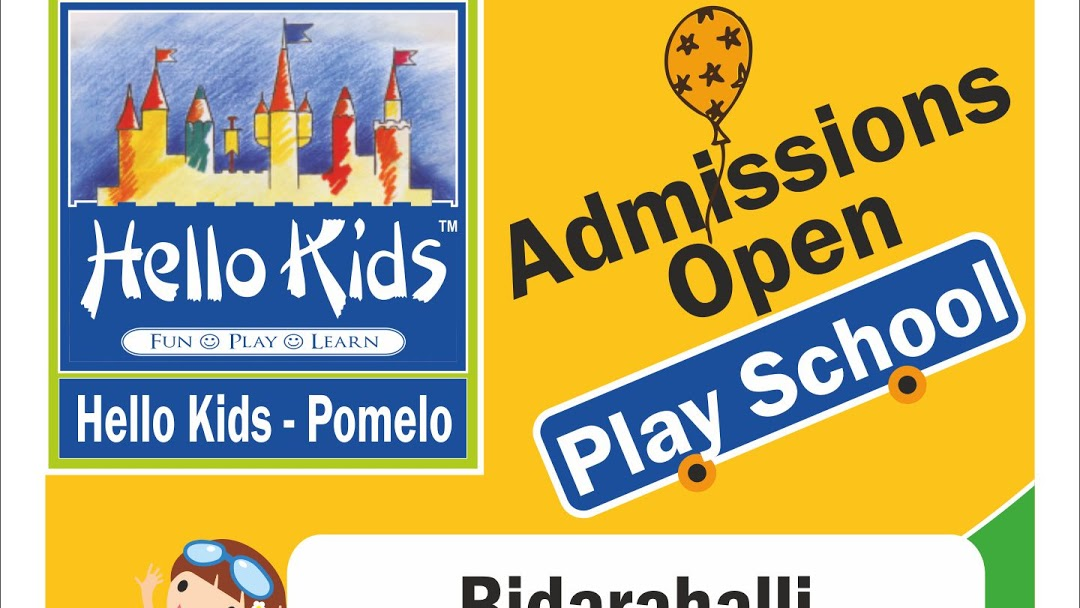 Hello Kids™
FUN ☺ PLAY ☺ LEARN
Hello Kids - Pomelo
Admissions
Open
Play School
Bidarahalli